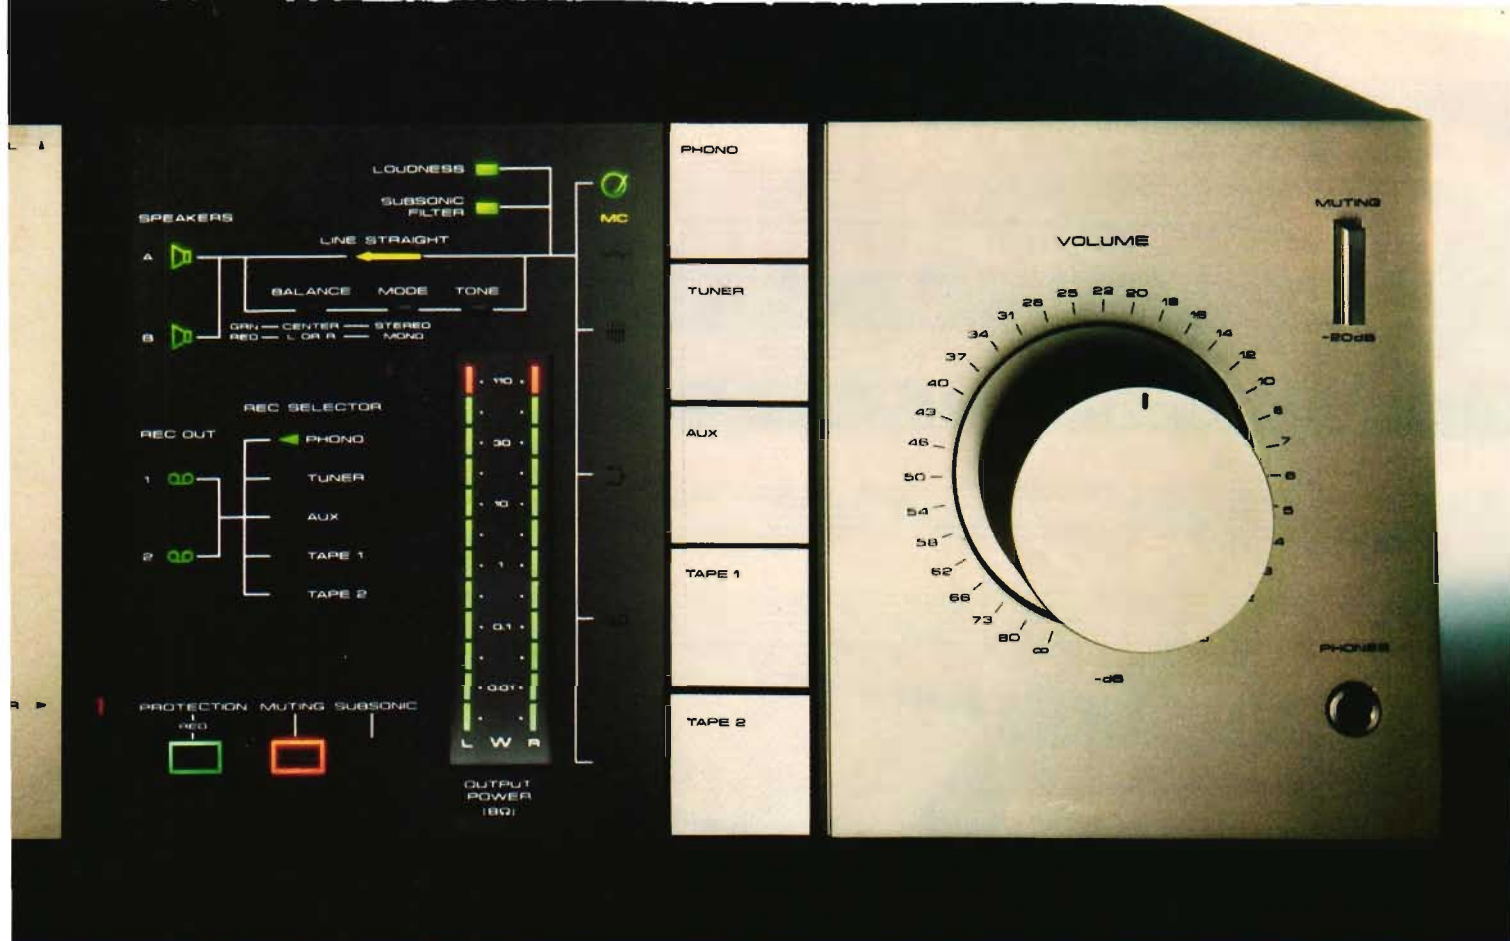 L
LOUDNESS
SUBSONIC
FILTER
MC
SPEAKERS
A
LINE STRAIGHT
BALANCE MODE TONE
B
GRN — CENTER — STEREO
RED — L OR R — MONO
REC SELECTOR
REC OUT
PHONO
1
TUNER
AUX
2
TAPE 1
TAPE 2
R
PROTECTION MUTING SUBSONIC
RED
110
30
10
1
0.1
0.01
L W R
OUTPUT
POWER
(8Ω)
PHONO
TUNER
AUX
TAPE 1
TAPE 2
VOLUME
∞
80
73
66
62
58
54
50
46
43
40
37
34
31
28
25
22
20
18
16
14
12
10
8
7
6
5
4
3
-dB
MUTING
-20dB
PHONES